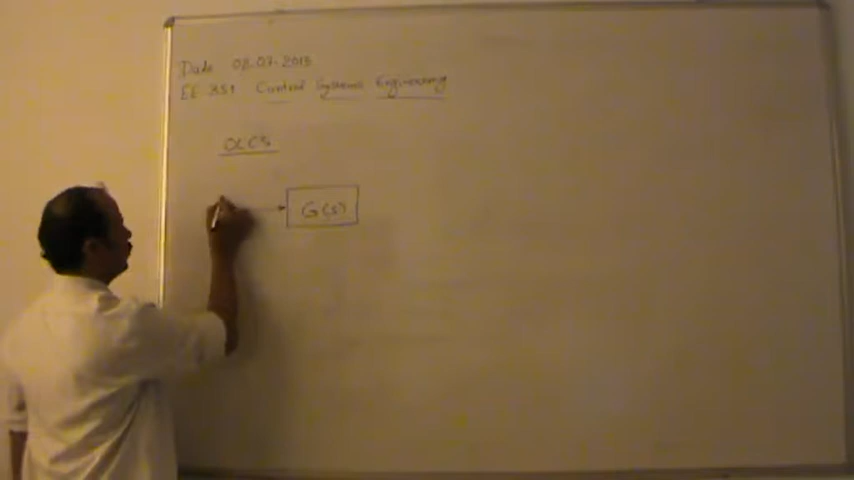 Date 08-07-2013
EE 351 Control Systems Engineering
OLCS
G(s)